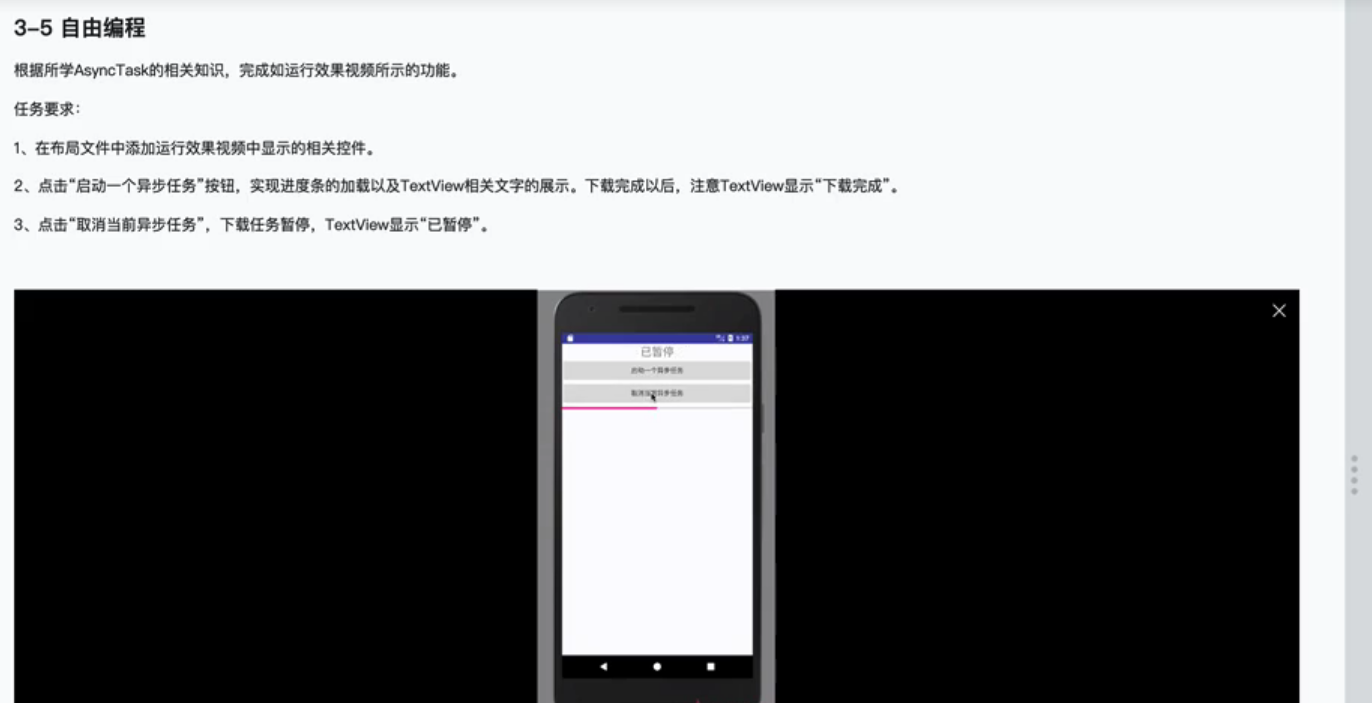 3-5 自由编程
根据所学AsyncTask的相关知识，完成如运行效果视频所示的功能。
任务要求：
1、在布局文件中添加运行效果视频中显示的相关控件。
2、点击“启动一个异步任务”按钮，实现进度条的加载以及TextView相关文字的展示。下载完成以后，注意TextView显示“下载完成”。
3、点击“取消当前异步任务”，下载任务暂停，TextView显示“已暂停”。
1:37
已暂停
启动一个异步任务
取消当前异步任务